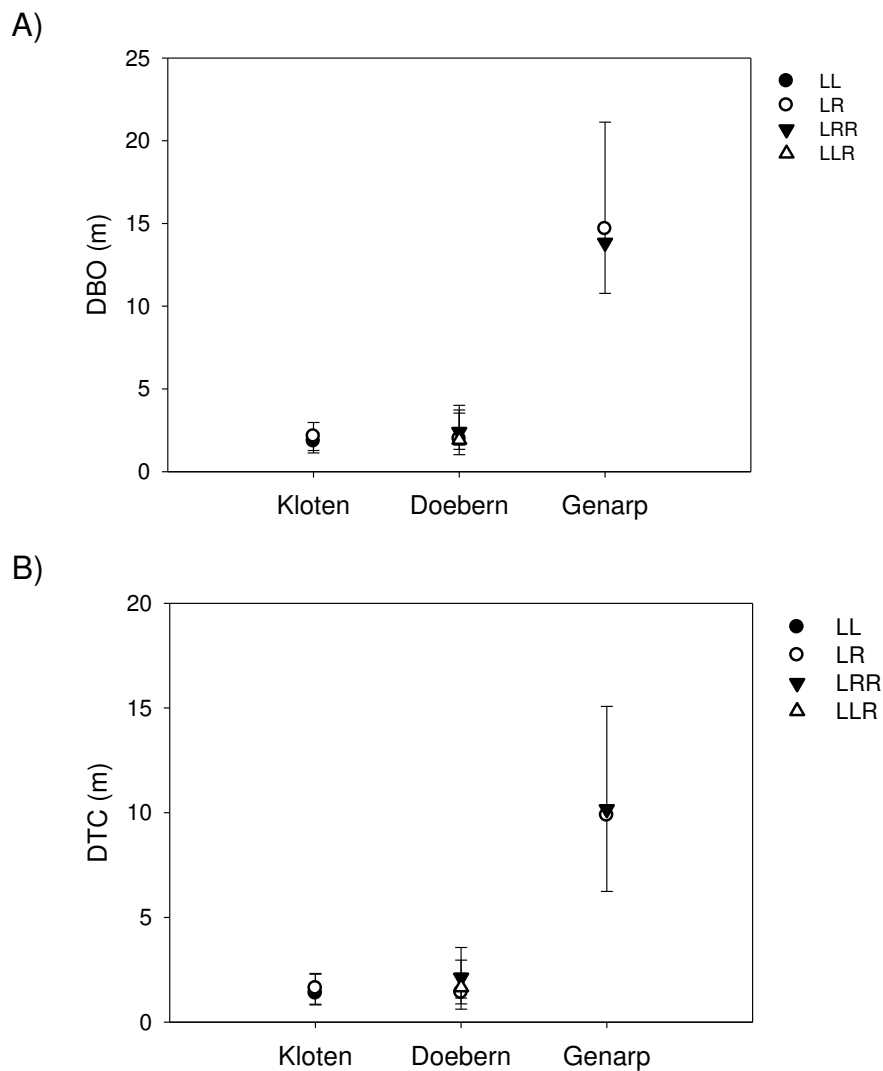 A)
25
20
15
10
5
0
DBO (m)
Kloten Doebern Genarp
LL
LR
LRR
LLR
B)
20
15
10
5
0
DTC (m)
Kloten Doebern Genarp
LL
LR
LRR
LLR